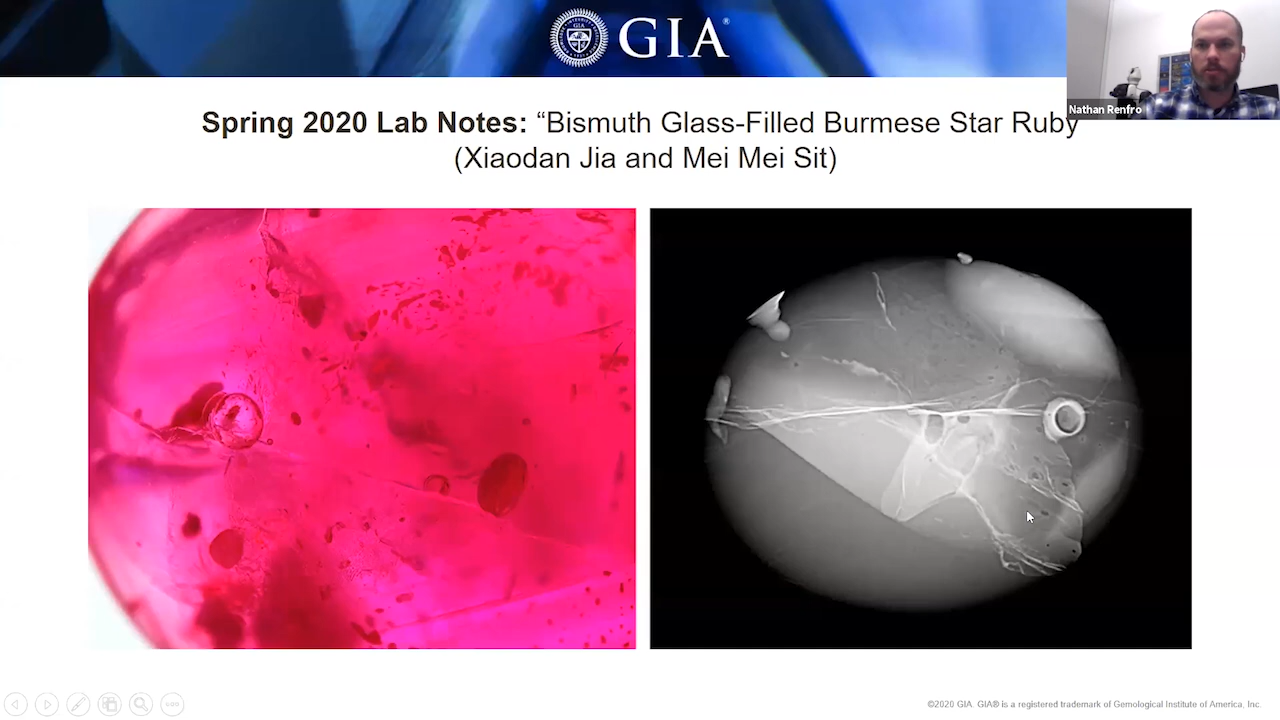 GIA®
Nathan Renfro
Spring 2020 Lab Notes: “Bismuth Glass-Filled Burmese Star Ruby
(Xiaodan Jia and Mei Mei Sit)
©2020 GIA. GIA® is a registered trademark of Gemological Institute of America, Inc.